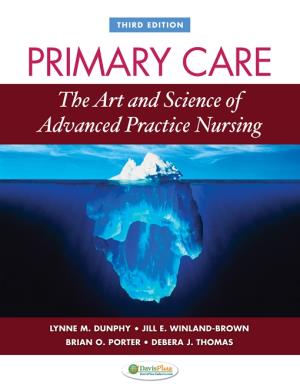 THIRD EDITION
PRIMARY CARE
The Art and Science of
Advanced Practice Nursing
LYNNE M. DUNPHY • JILL E. WINLAND-BROWN
BRIAN O. PORTER • DEBERA J. THOMAS
DavisPlus